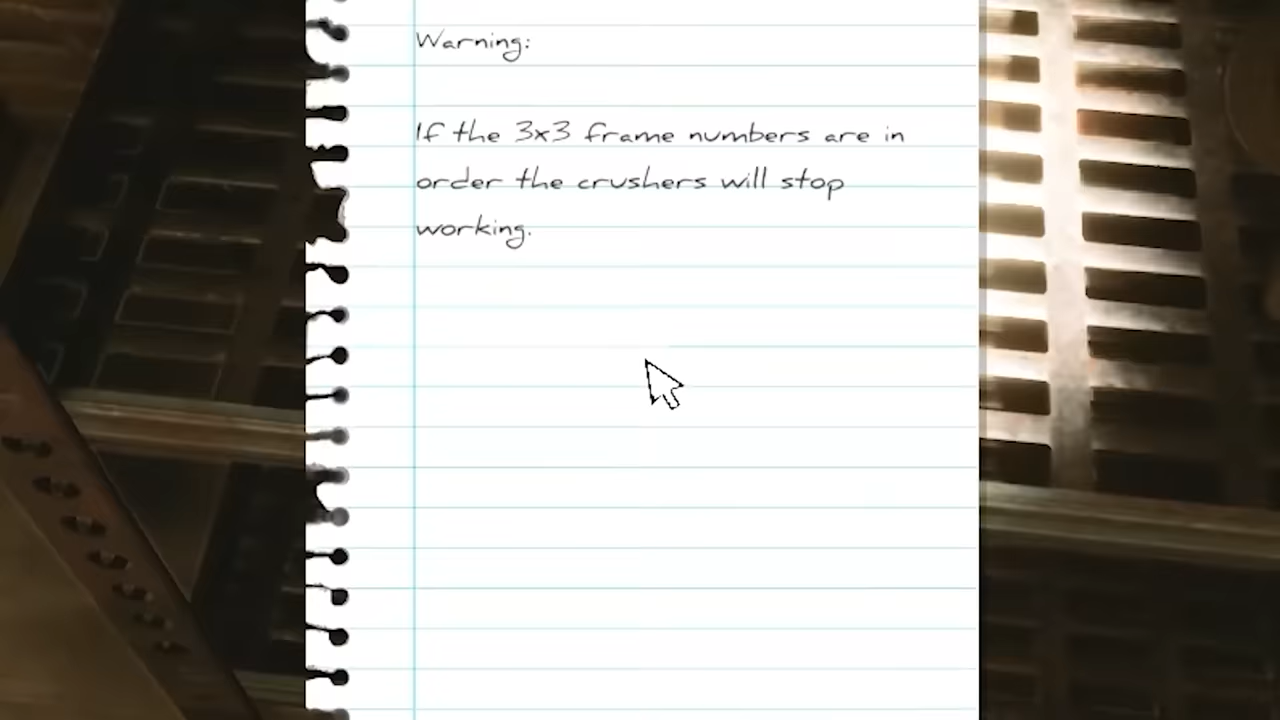 Warning:
If the 3x3 frame numbers are in
order the crushers will stop
working.